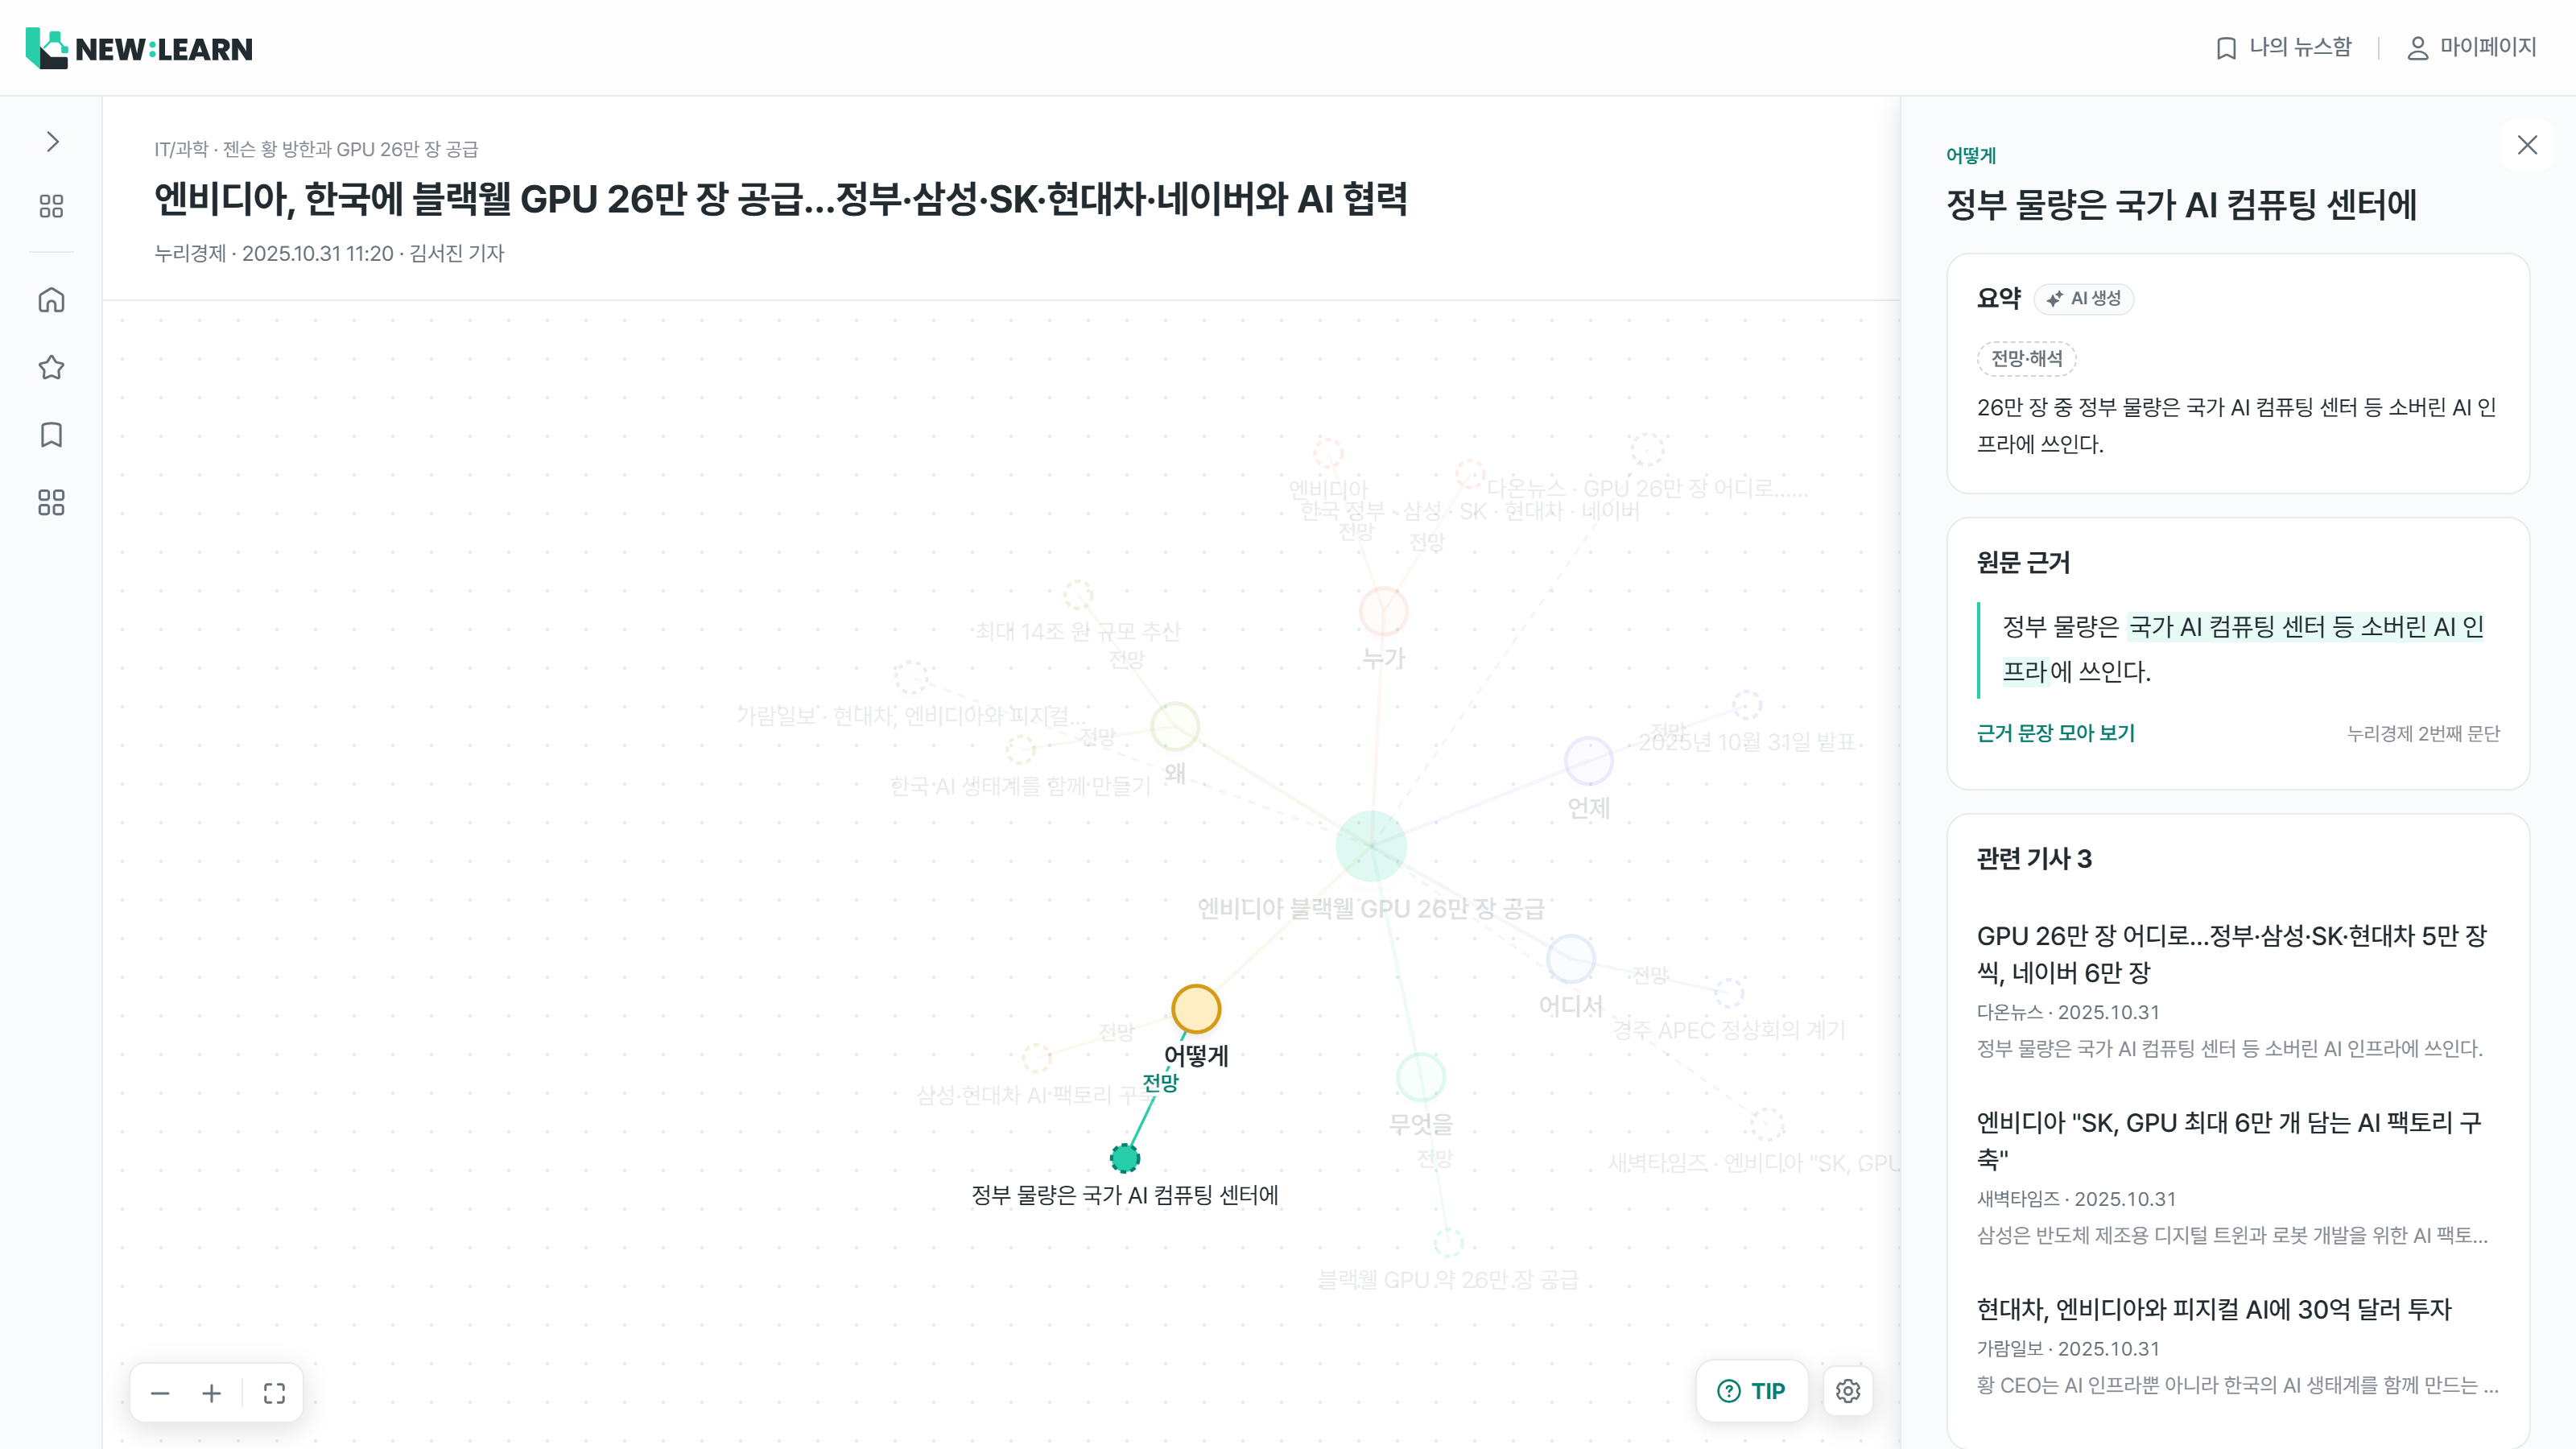 NEW:LEARN
나의 뉴스함
마이페이지
IT/과학 · 젠슨 황 방한과 GPU 26만 장 공급
엔비디아, 한국에 블랙웰 GPU 26만 장 공급...정부·삼성·SK·현대차·네이버와 AI 협력
누리경제 · 2025.10.31 11:20 · 김서진 기자
엔비디아
다온뉴스 · GPU 26만 장 어디로......
한국 정부 · 삼성 · SK · 현대차 · 네이버
전망
전망
최대 14조 원 규모 추산
전망
누가
가람일보 · 현대차, 엔비디아와 피지컬...
전망
왜
한국 AI 생태계를 함께 만들기
전망
2025년 10월 31일 발표
언제
엔비디아 블랙웰 GPU 26만 장 공급
전망
어디서
경주 APEC 정상회의 계기
전망
어떻게
전망
삼성·현대차 AI 팩토리 구축
무엇을
전망
새벽타임즈 · 엔비디아 "SK, GPU
정부 물량은 국가 AI 컴퓨팅 센터에
블랙웰 GPU 약 26만 장 공급
TIP
어떻게
정부 물량은 국가 AI 컴퓨팅 센터에
요약
AI 생성
전망·해석
26만 장 중 정부 물량은 국가 AI 컴퓨팅 센터 등 소버린 AI 인
프라에 쓰인다.
원문 근거
정부 물량은 국가 AI 컴퓨팅 센터 등 소버린 AI 인
프라에 쓰인다.
근거 문장 모아 보기
누리경제 2번째 문단
관련 기사 3
GPU 26만 장 어디로...정부·삼성·SK·현대차 5만 장
씩, 네이버 6만 장
다온뉴스 · 2025.10.31
정부 물량은 국가 AI 컴퓨팅 센터 등 소버린 AI 인프라에 쓰인다.
엔비디아 "SK, GPU 최대 6만 개 담는 AI 팩토리 구
축"
새벽타임즈 · 2025.10.31
삼성은 반도체 제조용 디지털 트윈과 로봇 개발을 위한 AI 팩토...
현대차, 엔비디아와 피지컬 AI에 30억 달러 투자
가람일보 · 2025.10.31
황 CEO는 AI 인프라뿐 아니라 한국의 AI 생태계를 함께 만드는 ...